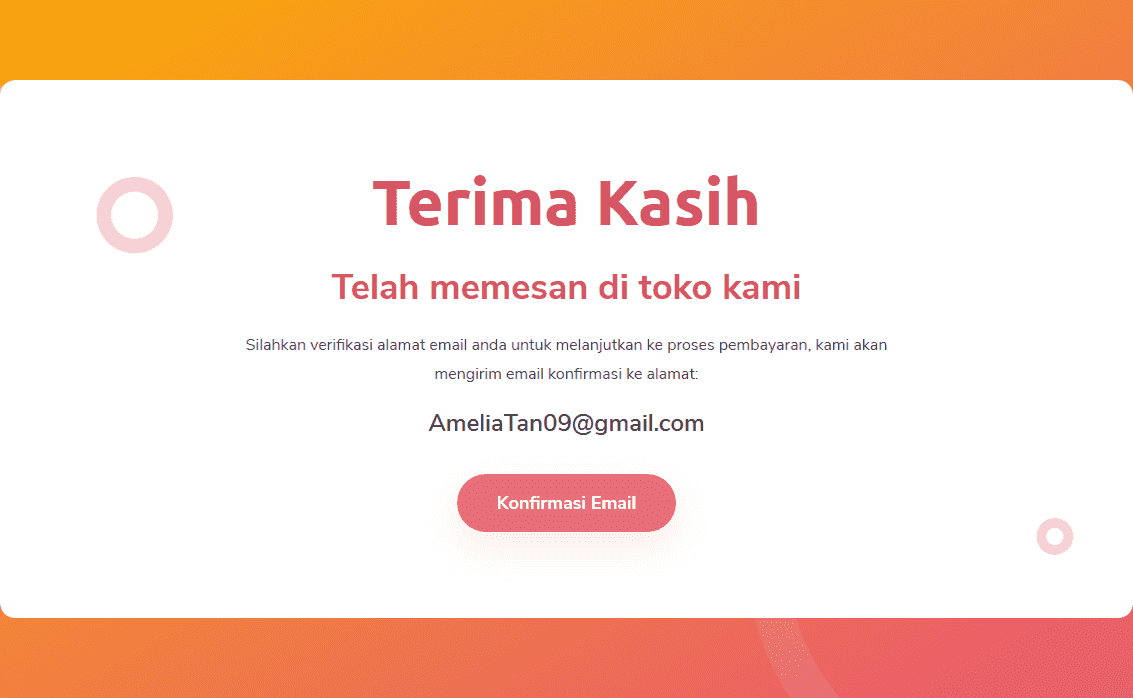 Terima Kasih
Telah memesan di toko kami
Silahkan verifikasi alamat email anda untuk melanjutkan ke proses pembayaran, kami akan
mengirim email konfirmasi ke alamat:
AmeliaTan09@gmail.com
Konfirmasi Email